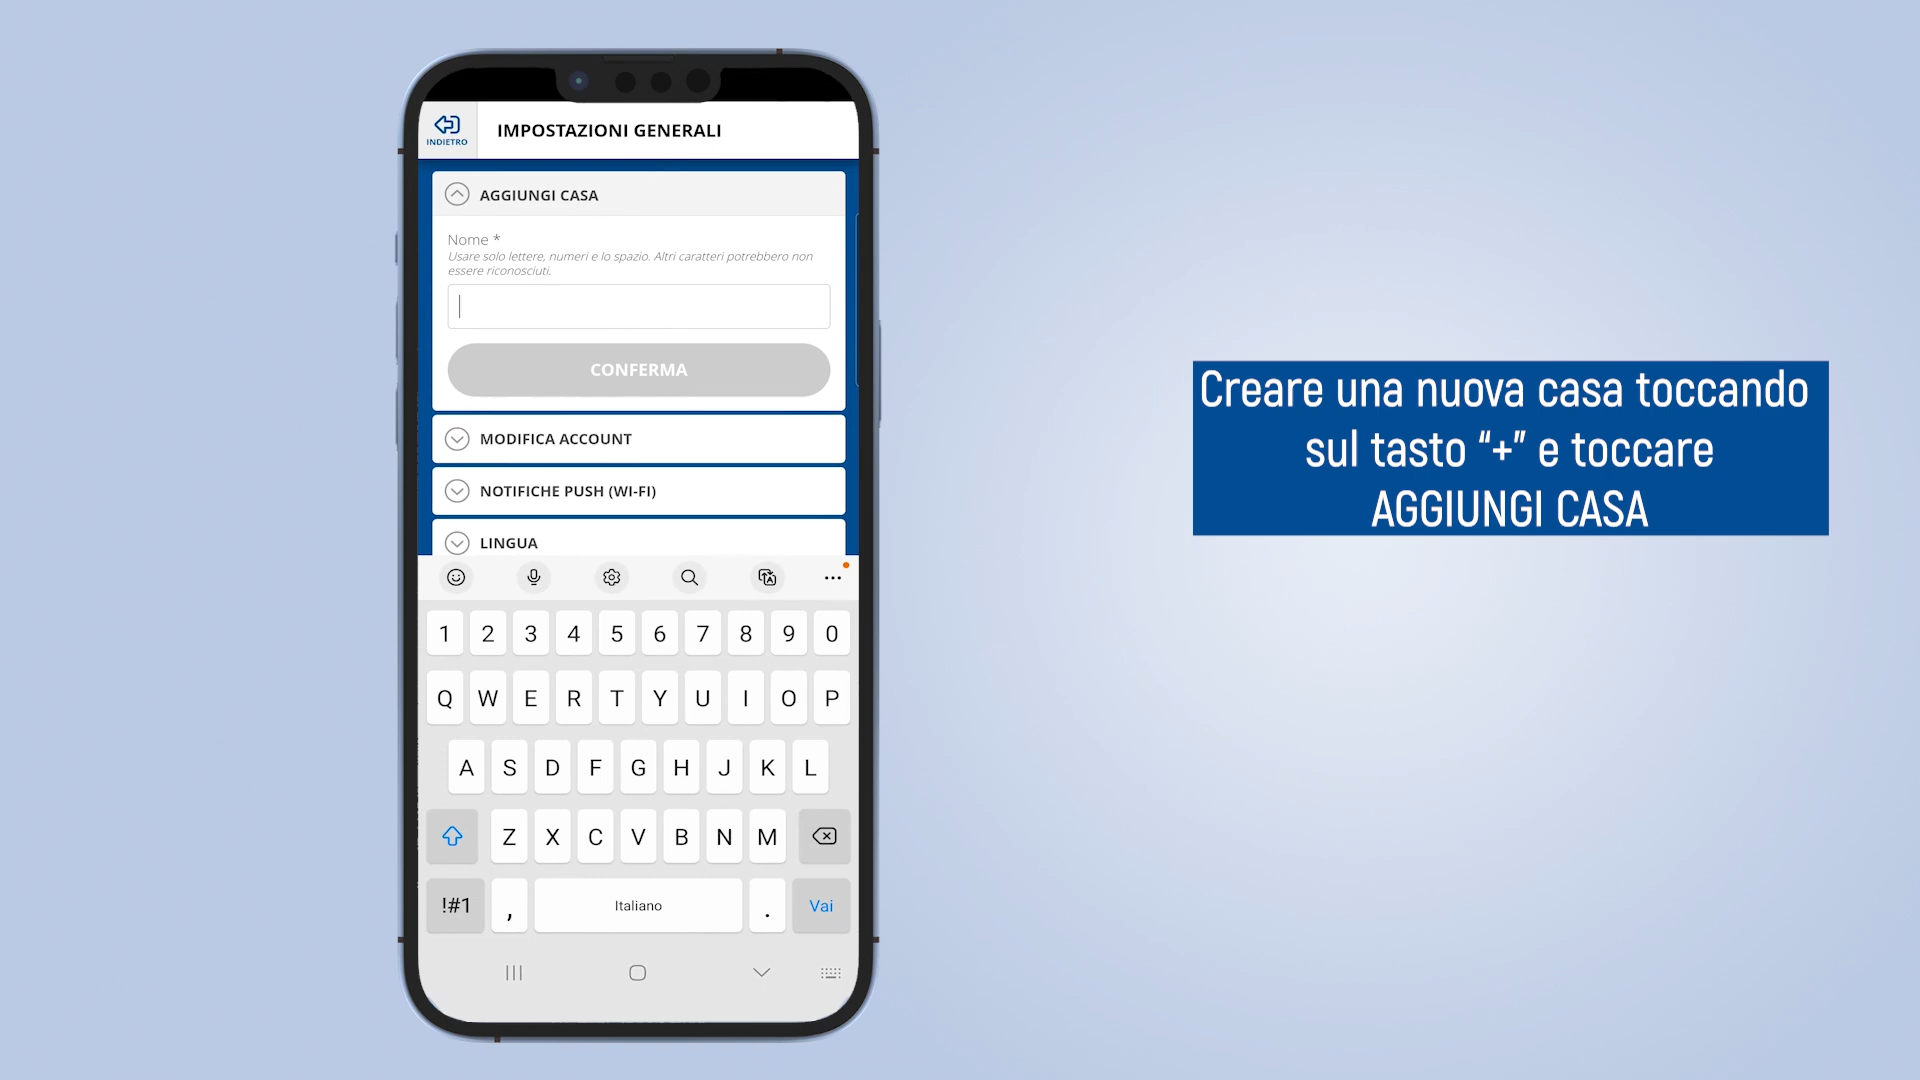 INDIETRO
IMPOSTAZIONI GENERALI
AGGIUNGI CASA
Nome *
Usare solo lettere, numeri e lo spazio. Altri caratteri potrebbero non
essere riconosciuti.
CONFERMA
MODIFICA ACCOUNT
NOTIFICHE PUSH (WI-FI)
LINGUA
1 2 3 4 5 6 7 8 9 0
Q W E R T Y U I O P
A S D F G H J K L
Z X C V B N M
!#1 , Italiano . Vai
Creare una nuova casa toccando
sul tasto “+” e toccare
AGGIUNGI CASA